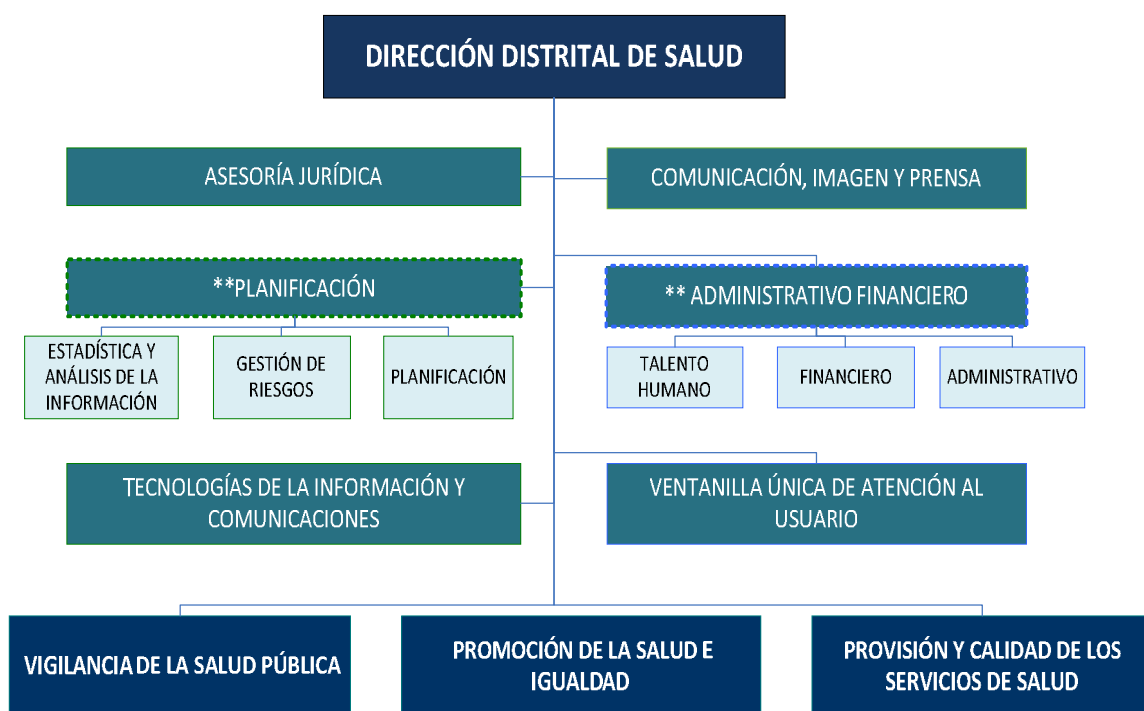 DIRECCIÓN DISTRITAL DE SALUD
ASESORÍA JURÍDICA
COMUNICACIÓN, IMAGEN Y PRENSA
**PLANIFICACIÓN
** ADMINISTRATIVO FINANCIERO
ESTADÍSTICA Y
ANÁLISIS DE LA
INFORMACIÓN
GESTIÓN DE
RIESGOS
PLANIFICACIÓN
TALENTO
HUMANO
FINANCIERO
ADMINISTRATIVO
TECNOLOGÍAS DE LA INFORMACIÓN Y
COMUNICACIONES
VENTANILLA ÚNICA DE ATENCIÓN AL
USUARIO
VIGILANCIA DE LA SALUD PÚBLICA
PROMOCIÓN DE LA SALUD E
IGUALDAD
PROVISIÓN Y CALIDAD DE LOS
SERVICIOS DE SALUD